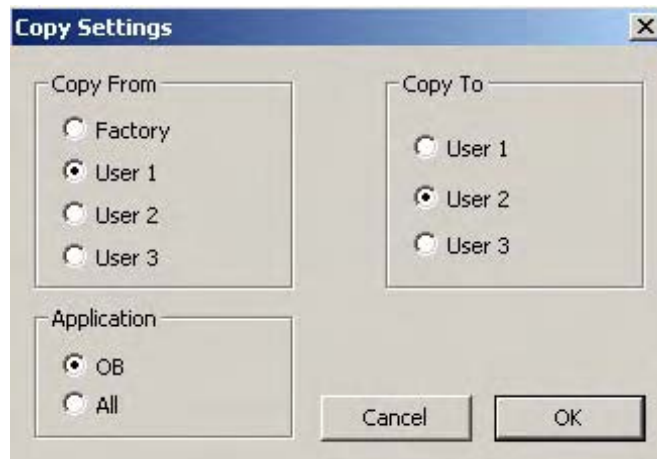 Copy Settings
Copy From
Factory
User 1
User 2
User 3
Copy To
User 1
User 2
User 3
Application
OB
All
Cancel
OK